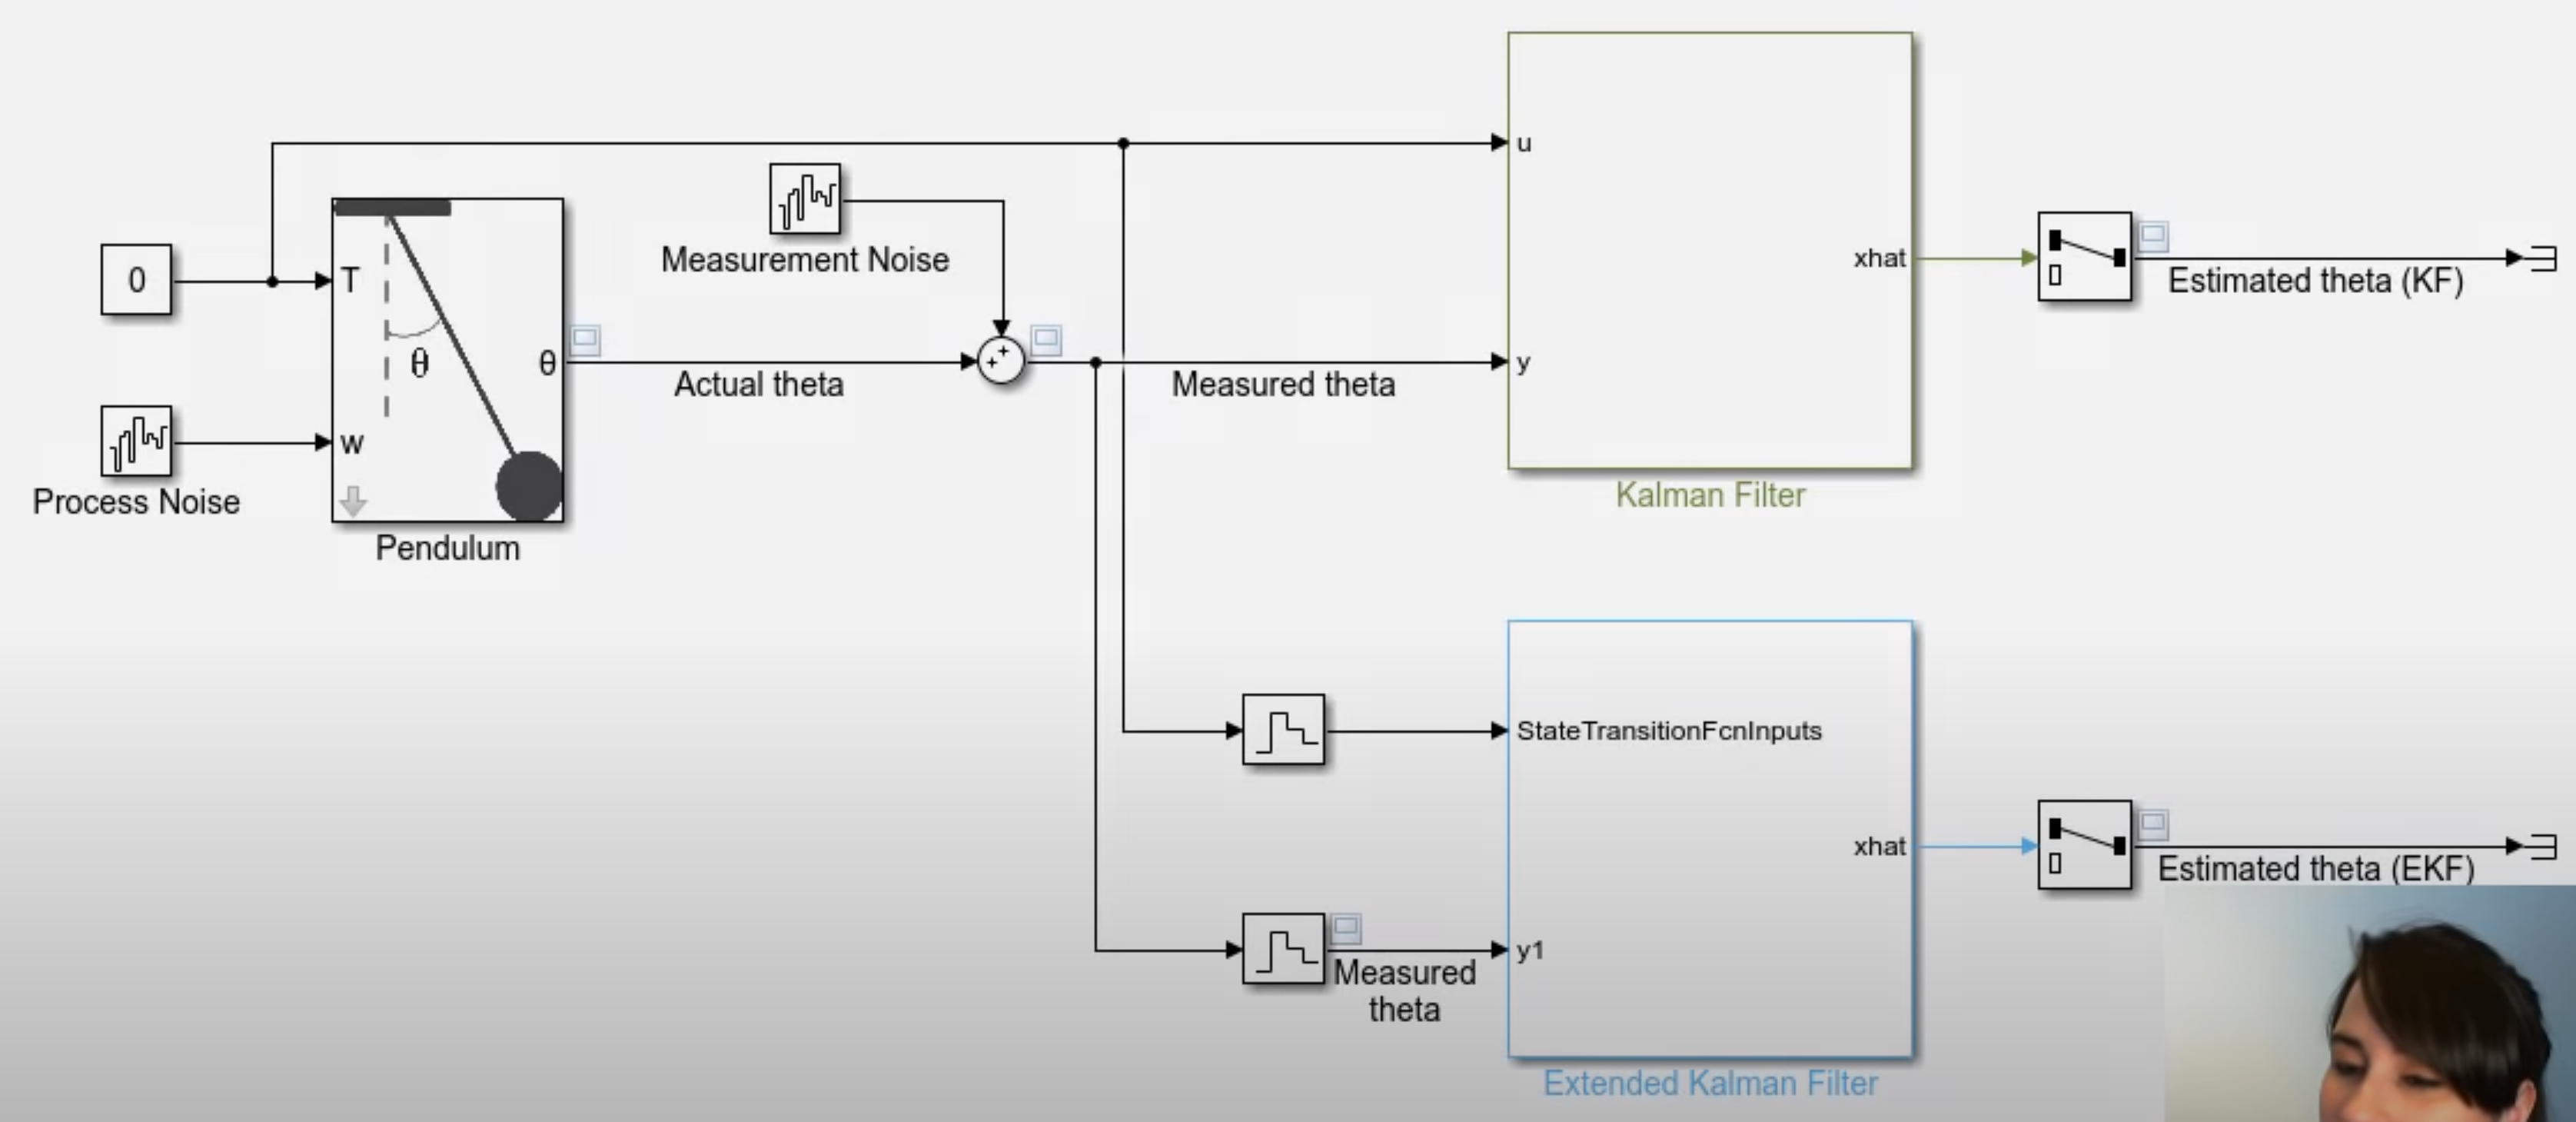 u
Measurement Noise
xhat
Estimated theta (KF)
0
T
θ
θ
Actual theta
Measured theta
y
w
Process Noise
Pendulum
Kalman Filter
StateTransitionFcnInputs
xhat
Estimated theta (EKF)
y1
Measured
theta
Extended Kalman Filter